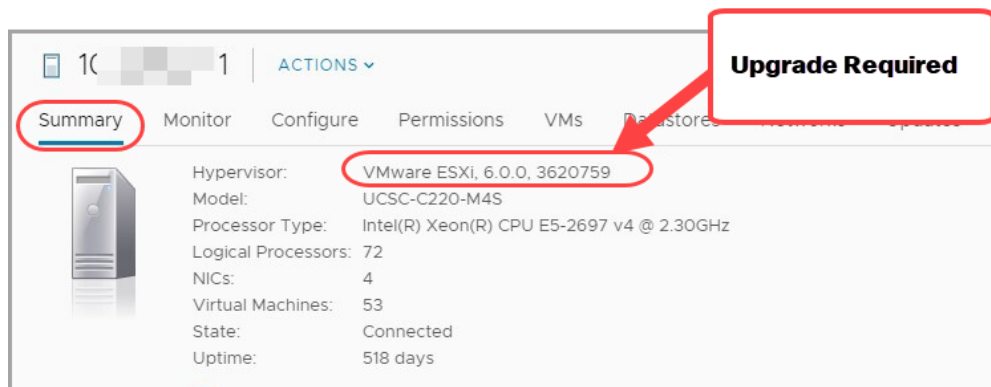 Upgrade Required
1( 1 ACTIONS
Summary Monitor Configure Permissions VMs Datastores
Hypervisor: VMware ESXi, 6.0.0, 3620759
Model: UCSC-C220-M4S
Processor Type: Intel(R) Xeon(R) CPU E5-2697 v4 @ 2.30GHz
Logical Processors: 72
NICs: 4
Virtual Machines: 53
State: Connected
Uptime: 518 days